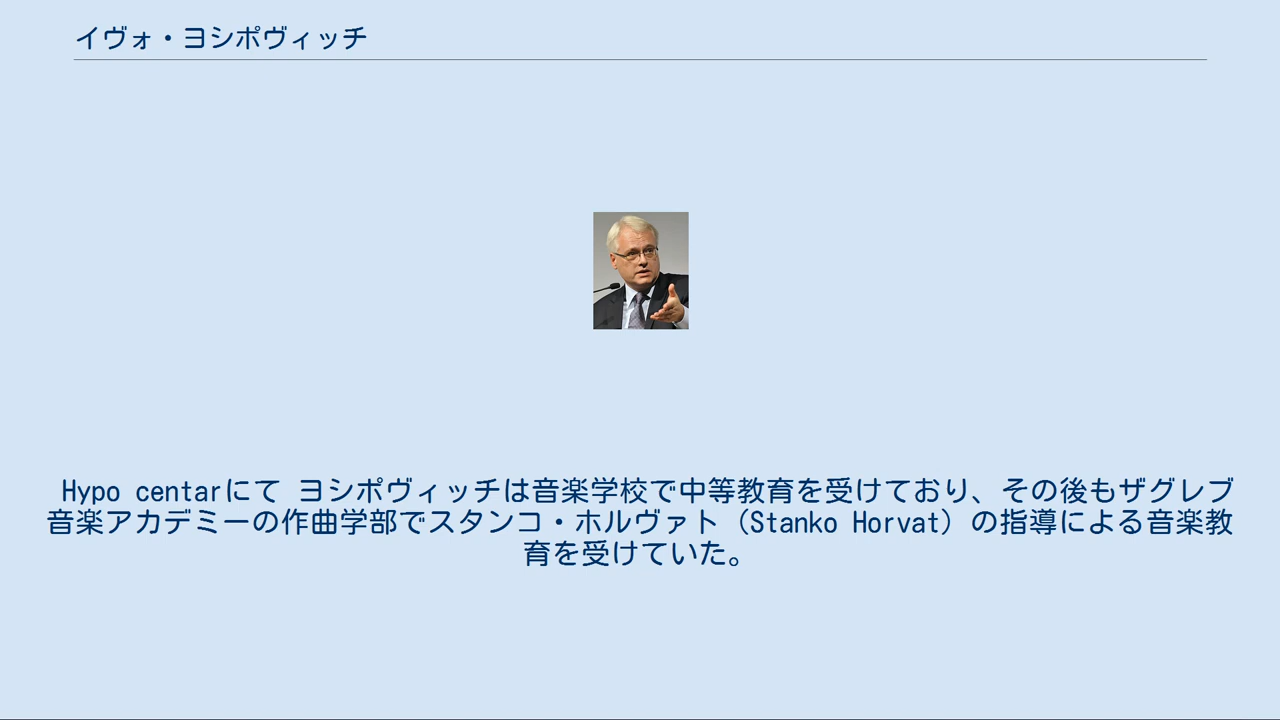 イヴォ・ヨシポヴィッチ
Hypo centarにて ヨシポヴィッチは音楽学校で中等教育を受けており、その後もザグレブ
音楽アカデミーの作曲学部でスタンコ・ホルヴァト（Stanko Horvat）の指導による音楽教
育を受けていた。